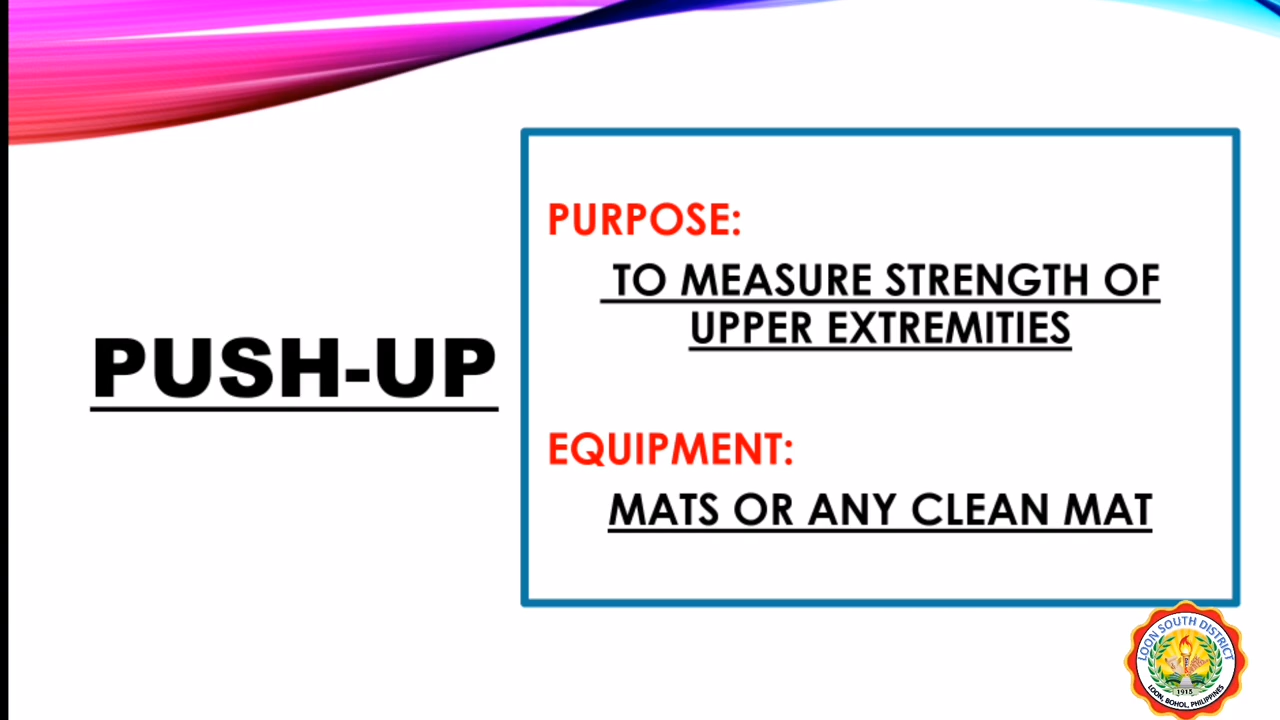 PUSH-UP
PURPOSE:
TO MEASURE STRENGTH OF
UPPER EXTREMITIES
EQUIPMENT:
MATS OR ANY CLEAN MAT
LOON SOUTH DISTRICT
1915
LOON, BOHOL, PHILIPPINES